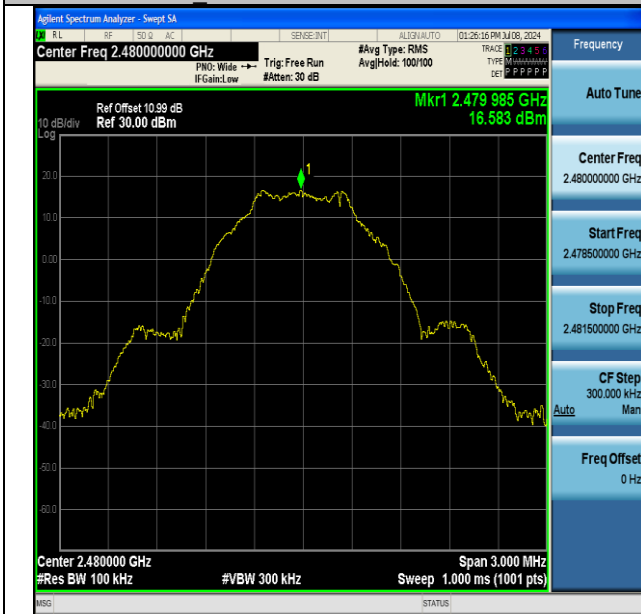 Agilent Spectrum Analyzer - Swept SA
RL RF 50 Ω AC SENSE:INT ALIGN AUTO 01:26:16 PM Jul 08, 2024
Center Freq 2.480000000 GHz
PNO: Wide
IFGain:Low
Trig: Free Run
#Atten: 30 dB
#Avg Type: RMS
Avg|Hold: 100/100
TRACE 1 2 3 4 5 6
TYPE M WWWWW
DET P P P P P P
Frequency
Auto Tune
Center Freq
2.480000000 GHz
Start Freq
2.478500000 GHz
Stop Freq
2.481500000 GHz
CF Step
300.000 kHz
Auto Man
Freq Offset
0 Hz
Mkr1 2.479 985 GHz
16.583 dBm
Ref Offset 10.99 dB
10 dB/div Ref 30.00 dBm
Log
1
20.0
10.0
0.00
-10.0
-20.0
-30.0
-40.0
-50.0
-60.0
Center 2.480000 GHz Span 3.000 MHz
#Res BW 100 kHz #VBW 300 kHz Sweep 1.000 ms (1001 pts)
MSG STATUS